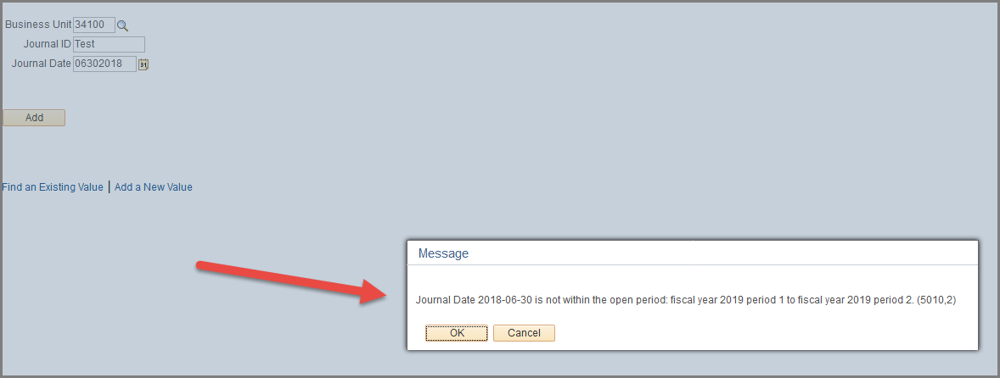 Business Unit 34100
Journal ID Test
Journal Date 06302018 31
Add
Find an Existing Value | Add a New Value
Message
Journal Date 2018-06-30 is not within the open period: fiscal year 2019 period 1 to fiscal year 2019 period 2. (5010,2)
OK Cancel